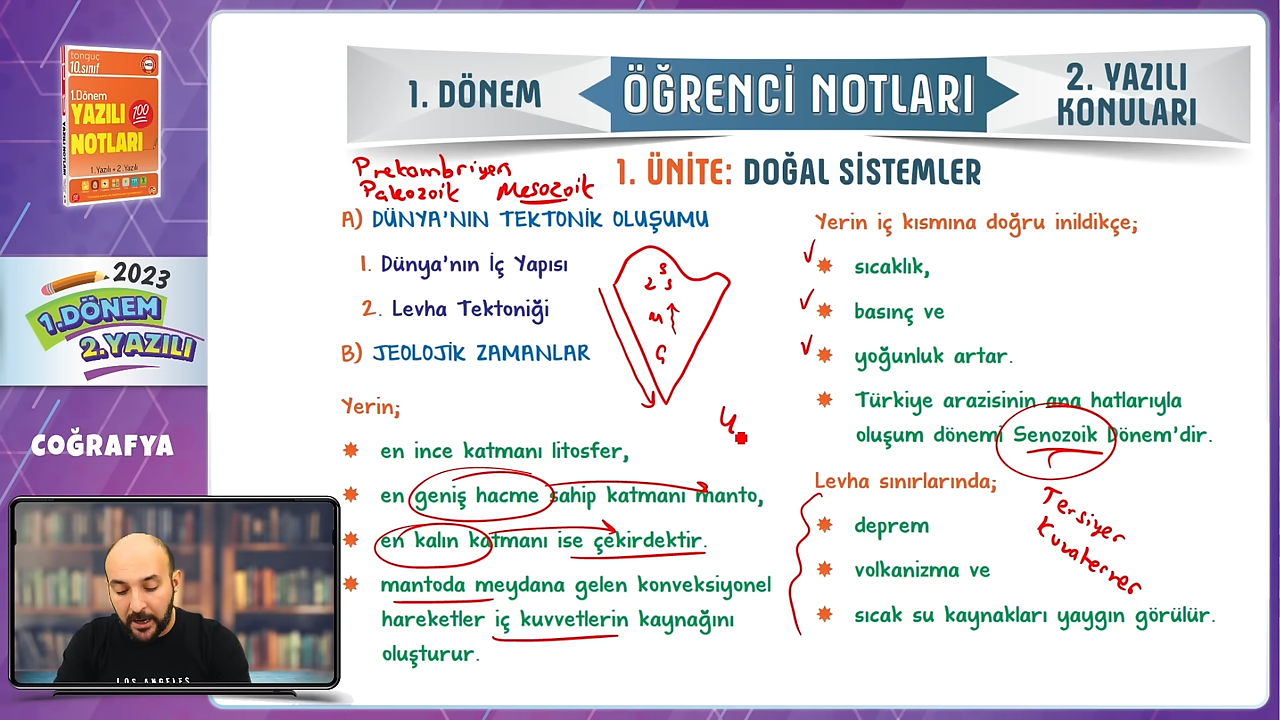 tonguç
10.sınıf
1.Dönem
YAZILI
100
NOTLARI
1.Yazılı + 2.Yazılı
YAZILI NOTLARI
2023
1.DÖNEM
2.YAZILI
COĞRAFYA
LOS ANGELES
1. DÖNEM
ÖĞRENCİ NOTLARI
2. YAZILI
KONULARI
1. ÜNİTE: DOĞAL SİSTEMLER
Prekambriyen
Paleozoik Mesozoik
A) DÜNYA'NIN TEKTONİK OLUŞUMU
1. Dünya'nın İç Yapısı
2. Levha Tektoniği
B) JEOLOJİK ZAMANLAR
Yerin;
en ince katmanı litosfer,
en geniş hacme sahip katmanı manto,
en kalın katmanı ise çekirdektir.
mantoda meydana gelen konveksiyonel
hareketler iç kuvvetlerin kaynağını
oluşturur.
M
Ç
Yerin iç kısmına doğru inildikçe;
sıcaklık,
basınç ve
yoğunluk artar.
Türkiye arazisinin ana hatlarıyla
oluşum dönemi Senozoik Dönem'dir.
Levha sınırlarında;
deprem
volkanizma ve
sıcak su kaynakları yaygın görülür.
Tersiyer
Kuvaterner